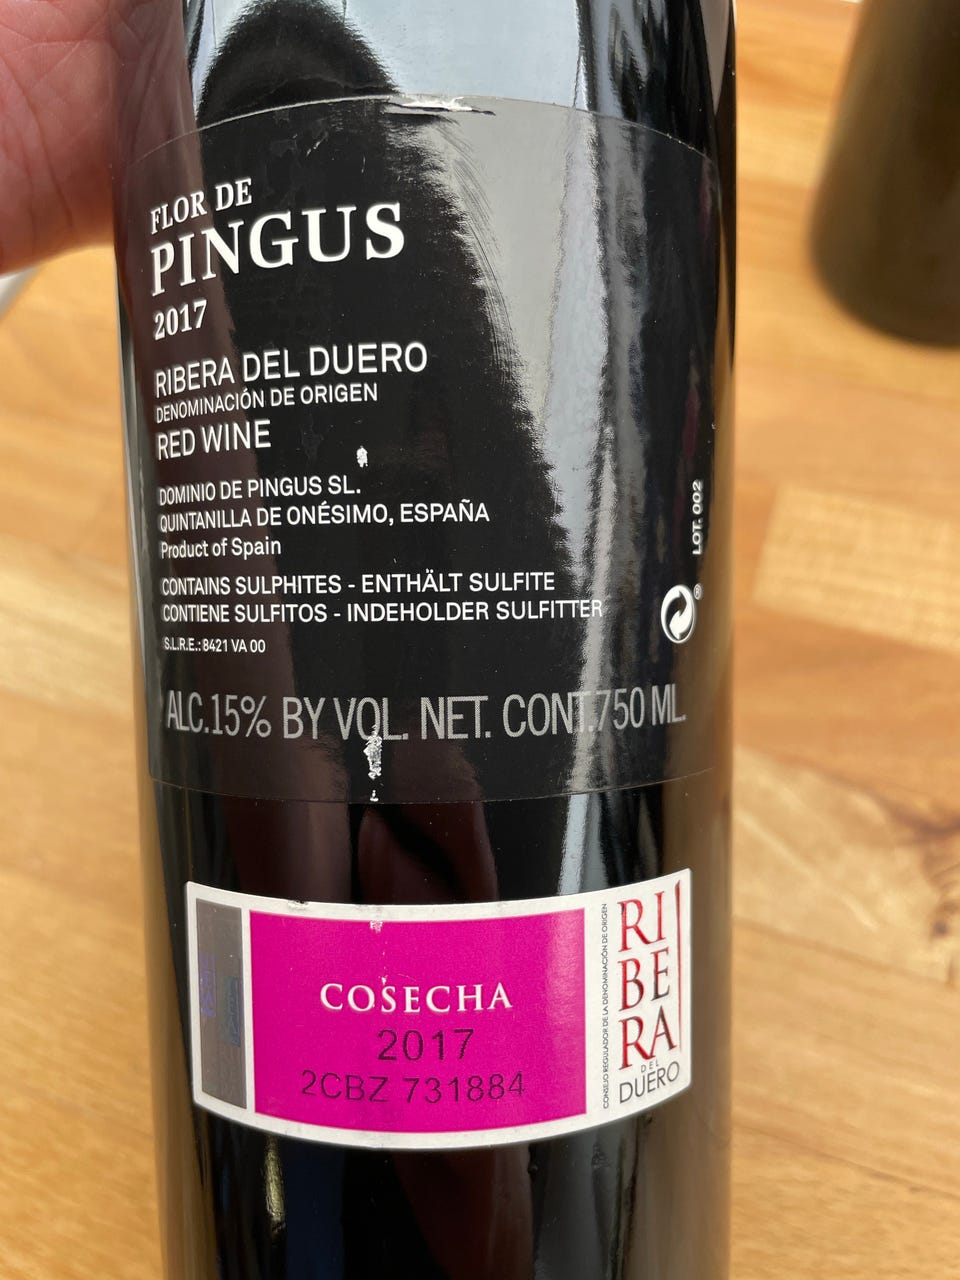 FLOR DE
PINGUS
2017
RIBERA DEL DUERO
DENOMINACIÓN DE ORIGEN
RED WINE
DOMINIO DE PINGUS SL.
QUINTANILLA DE ONÉSIMO, ESPAÑA
Product of Spain
CONTAINS SULPHITES - ENTHÄLT SULFITE
CONTIENE SULFITOS - INDEHOLDER SULFITTER
S.L.R.E.: 8421 VA 00
ALC.15% BY VOL. NET. CONT.750 ML.
LOT. 002
®
COSECHA
2017
2CBZ 731884
CONSEJO REGULADOR DE LA DENOMINACIÓN DE ORIGEN
RI
BE
RA
DEL
DUERO